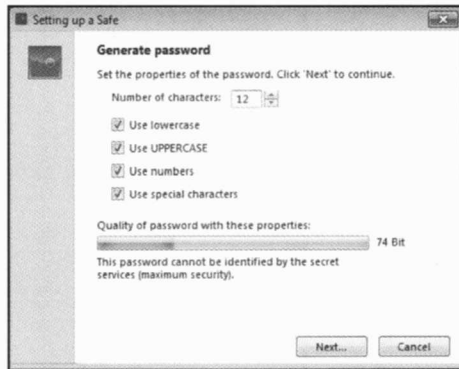 Setting up a Safe
Generate password
Set the properties of the password. Click 'Next' to continue.
Number of characters: 12
Use lowercase
Use UPPERCASE
Use numbers
Use special characters
Quality of password with these properties:
74 Bit
This password cannot be identified by the secret
services (maximum security).
Next... Cancel